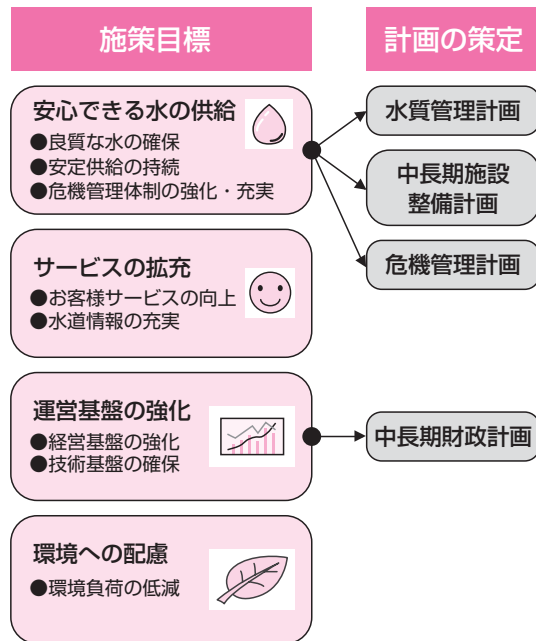 施策目標
計画の策定
安心できる水の供給
●良質な水の確保
●安定供給の持続
●危機管理体制の強化・充実
水質管理計画
中長期施設
整備計画
危機管理計画
サービスの拡充
●お客様サービスの向上
●水道情報の充実
運営基盤の強化
●経営基盤の強化
●技術基盤の確保
中長期財政計画
環境への配慮
●環境負荷の低減